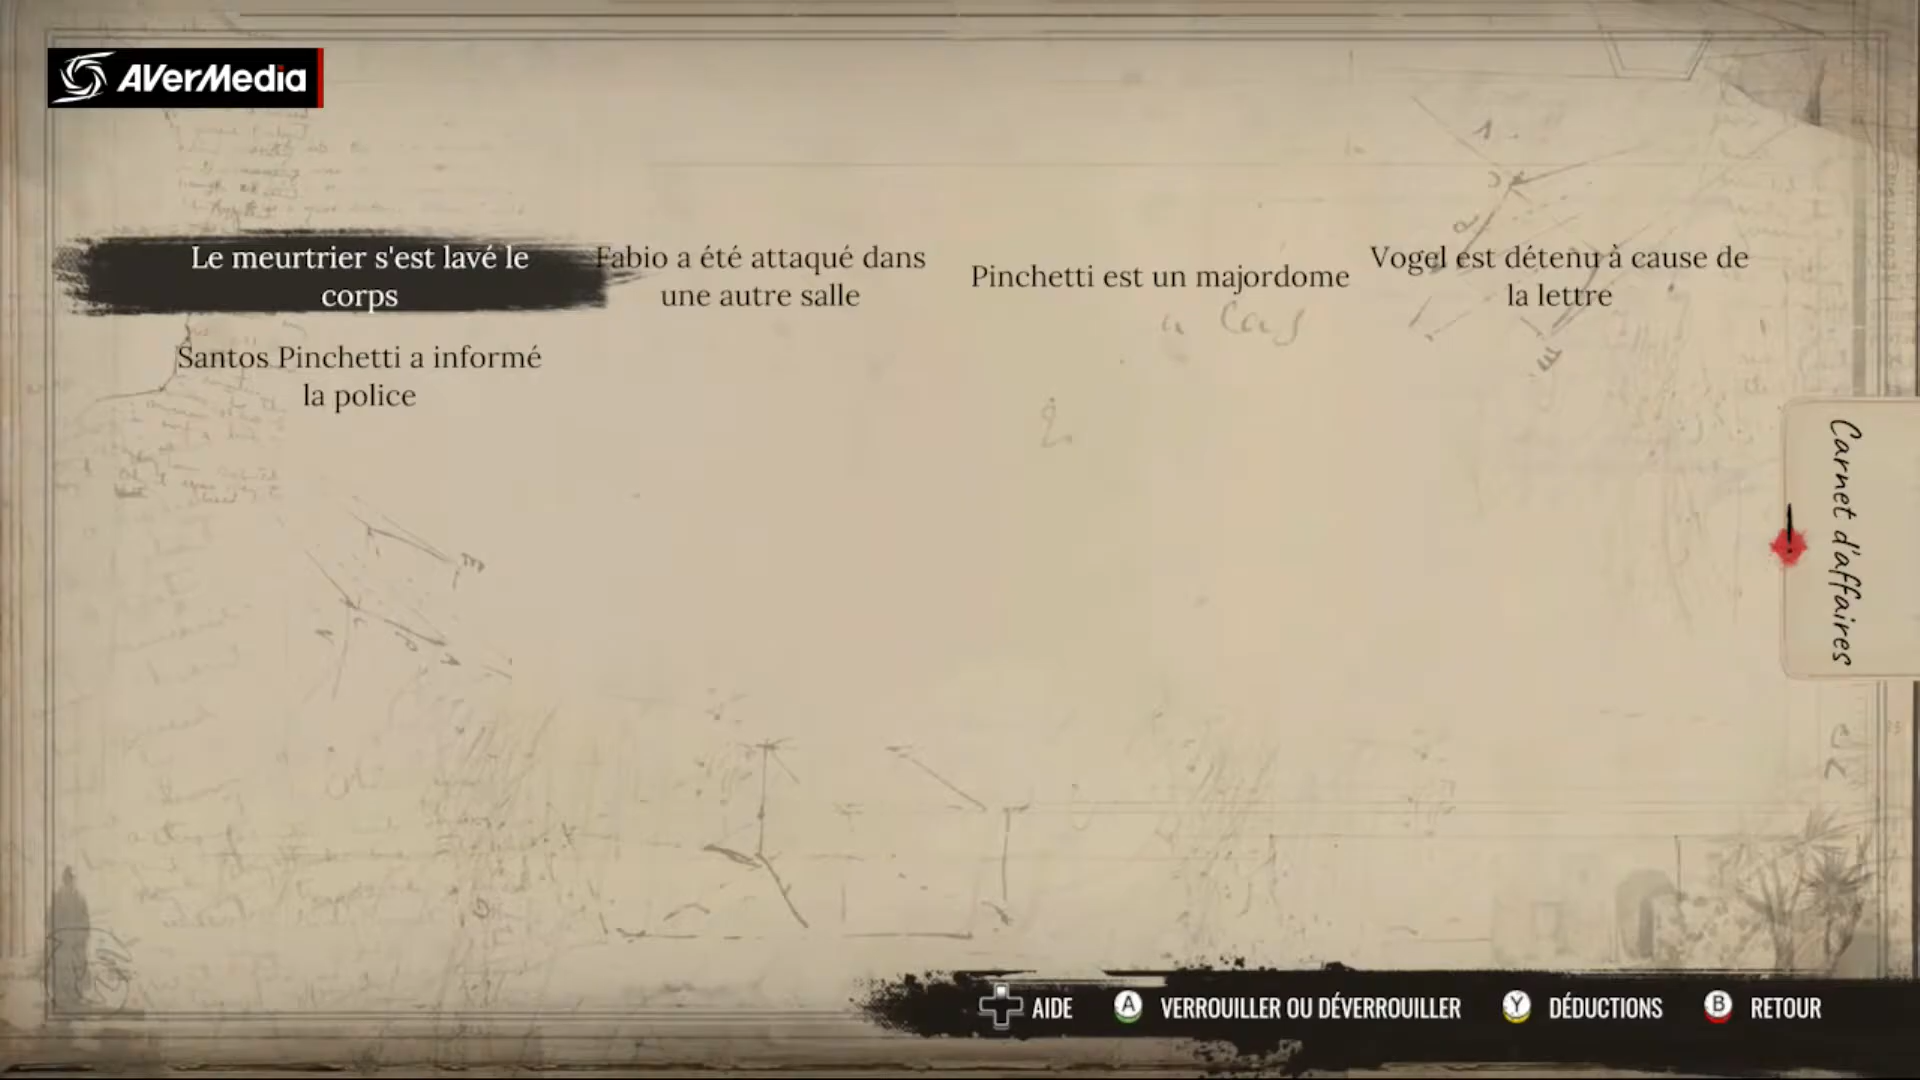 AVerMedia
Le meurtrier s'est lavé le
corps
Fabio a été attaqué dans
une autre salle
Pinchetti est un majordome
Vogel est détenu à cause de
la lettre
Santos Pinchetti a informé
la police
Carnet d'affaires
AIDE
A VERROUILLER OU DÉVERROUILLER
Y DÉDUCTIONS
B RETOUR